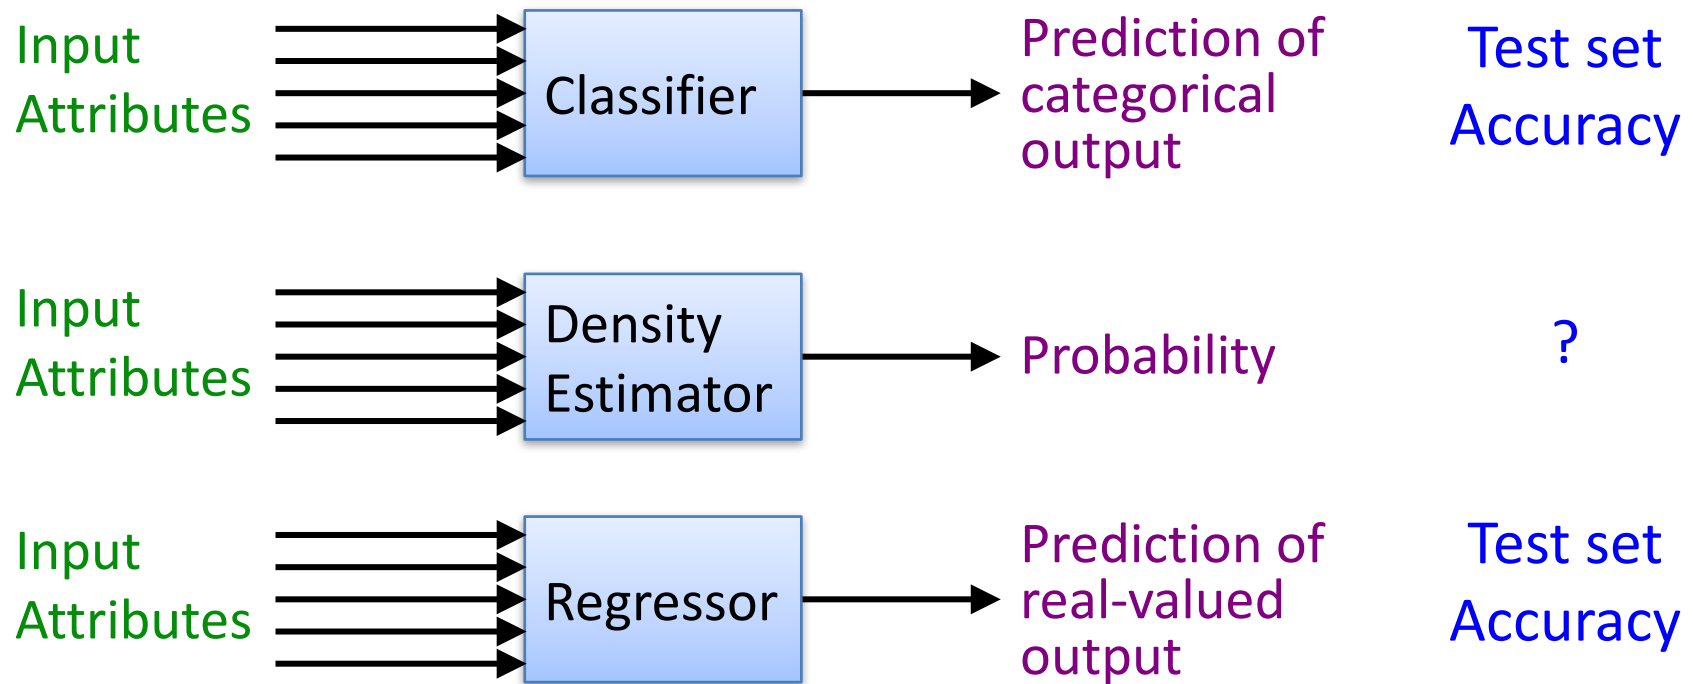 Input
Attributes
Classifier
Prediction of
categorical
output
Test set
Accuracy
Input
Attributes
Density
Estimator
Probability
?
Input
Attributes
Regressor
Prediction of
real-valued
output
Test set
Accuracy